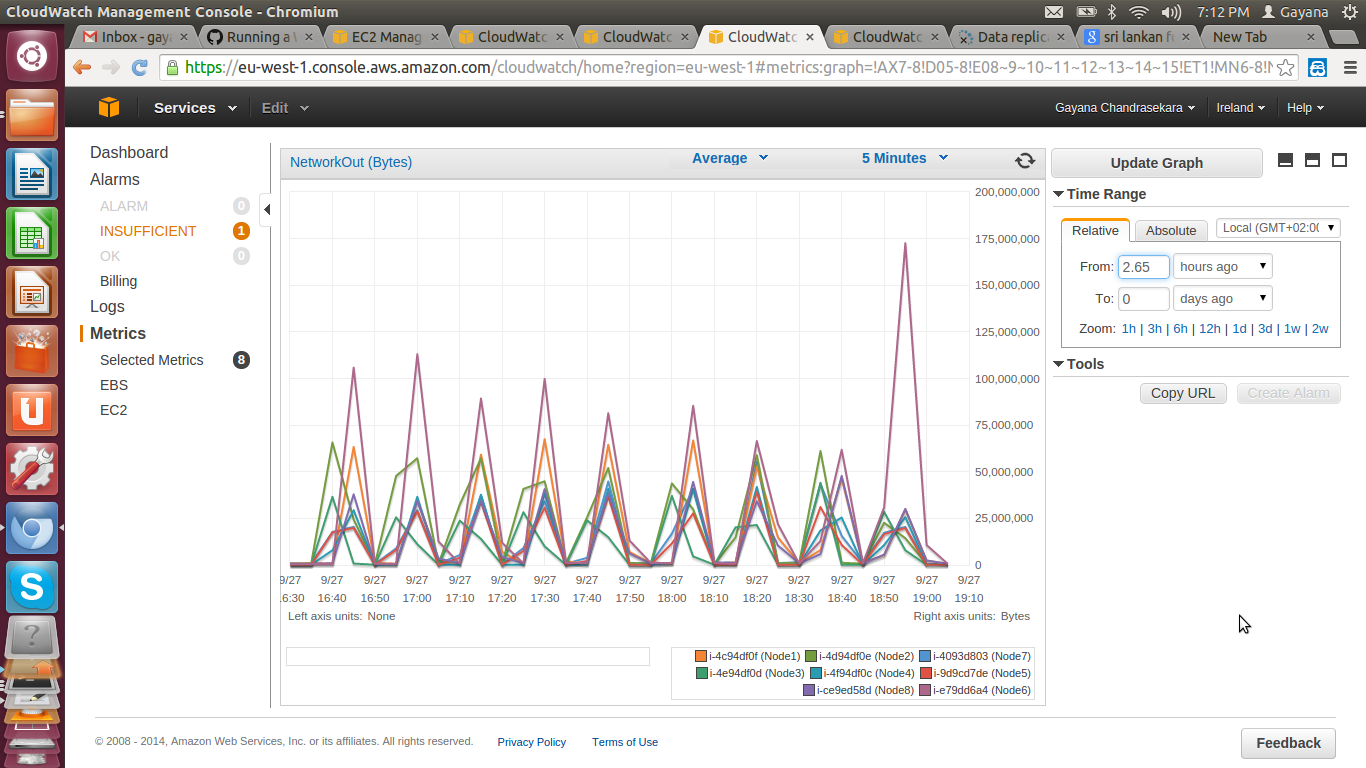 CloudWatch Management Console - Chromium
7:12 PM Gayana
Inbox - gay
Running a
EC2 Manag
CloudWatc
CloudWatc
CloudWatc
CloudWatc
Data replica
sri lankan f
New Tab
https://eu-west-1.console.aws.amazon.com/cloudwatch/home?region=eu-west-1#metrics:graph=!AX7-8!D05-8!E08~9~10~11~12~13~14~15!ET1!MN6-8!
Services Edit
Gayana Chandrasekara Ireland Help
Dashboard
Alarms
ALARM 0
INSUFFICIENT 1
OK 0
Billing
Logs
Metrics
Selected Metrics 8
EBS
EC2
NetworkOut (Bytes) Average 5 Minutes
200,000,000
175,000,000
150,000,000
125,000,000
100,000,000
75,000,000
50,000,000
25,000,000
0
9/27 9/27 9/27 9/27 9/27 9/27 9/27 9/27 9/27 9/27 9/27 9/27 9/27 9/27 9/27 9/27 9/27
16:30 16:40 16:50 17:00 17:10 17:20 17:30 17:40 17:50 18:00 18:10 18:20 18:30 18:40 18:50 19:00 19:10
Left axis units: None
Right axis units: Bytes
i-4c94df0f (Node1) i-4d94df0e (Node2) i-4093d803 (Node7)
i-4e94df0d (Node3) i-4f94df0c (Node4) i-9d9cd7de (Node5)
i-ce9ed58d (Node8) i-e79dd6a4 (Node6)
Update Graph
Time Range
Relative Absolute Local (GMT+02:00
From: 2.65 hours ago
To: 0 days ago
Zoom: 1h | 3h | 6h | 12h | 1d | 3d | 1w | 2w
Tools
Copy URL Create Alarm
© 2008 - 2014, Amazon Web Services, Inc. or its affiliates. All rights reserved. Privacy Policy Terms of Use
Feedback